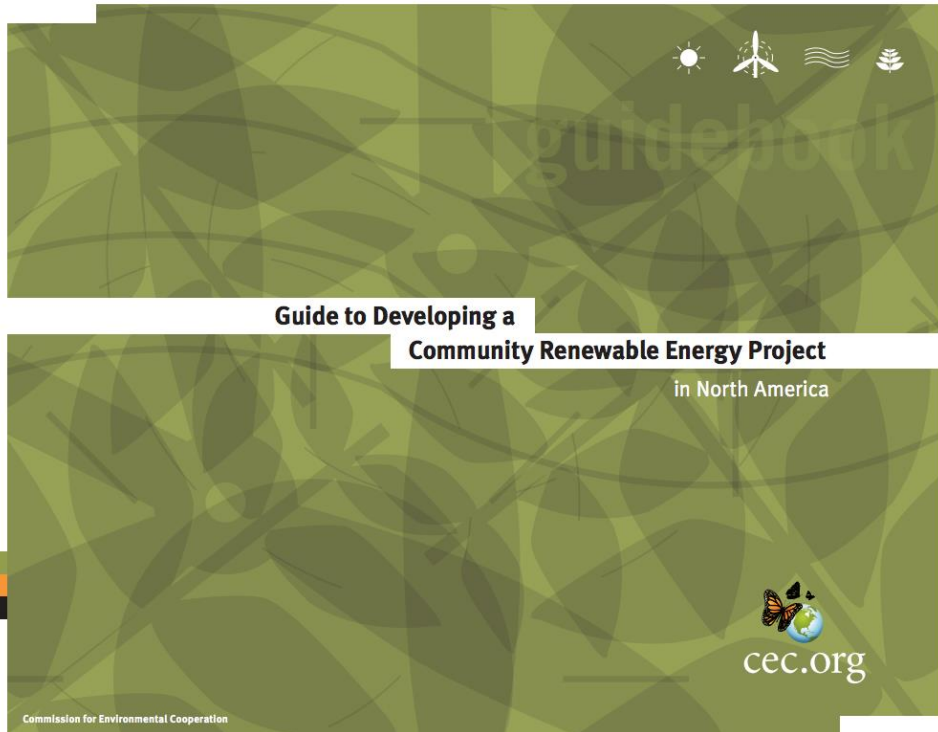 guidebook
Guide to Developing a
Community Renewable Energy Project
in North America
cec.org
Commission for Environmental Cooperation